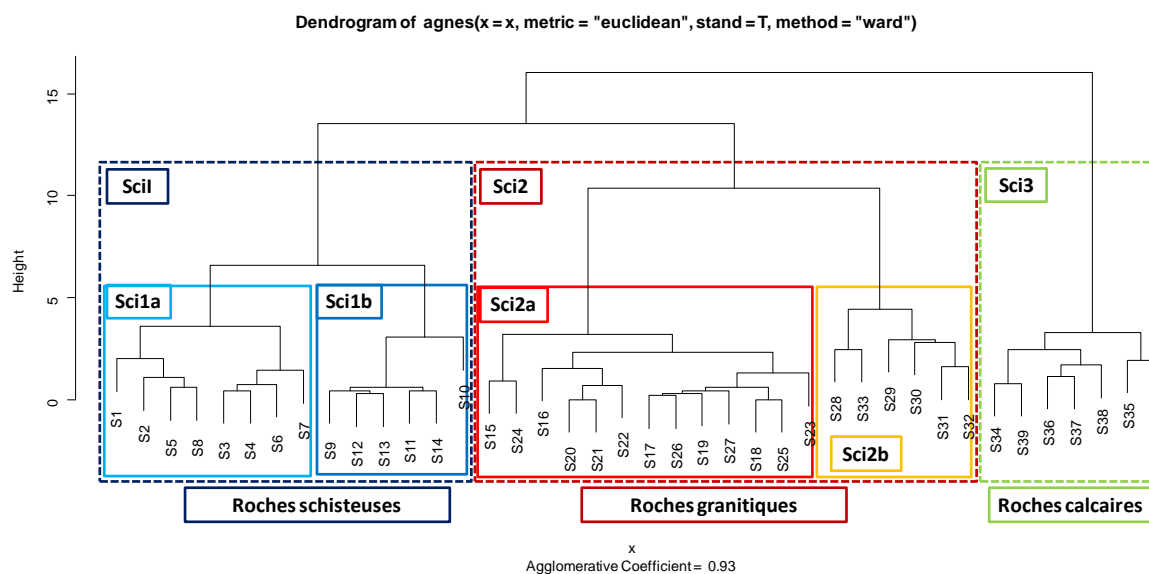 Dendrogram of agnes(x = x, metric = "euclidean", stand = T, method = "ward")
Height
15
10
5
0
SciI
Sci2
Sci3
Sci1a
Sci1b
Sci2a
Sci2b
S1
S2
S5
S8
S3
S4
S6
S7
S9
S12
S13
S11
S14
S10
S15
S24
S16
S20
S21
S22
S17
S26
S19
S27
S18
S25
S23
S28
S33
S29
S30
S31
S32
S34
S39
S36
S37
S38
S35
Roches schisteuses
Roches granitiques
Roches calcaires
x
Agglomerative Coefficient = 0.93